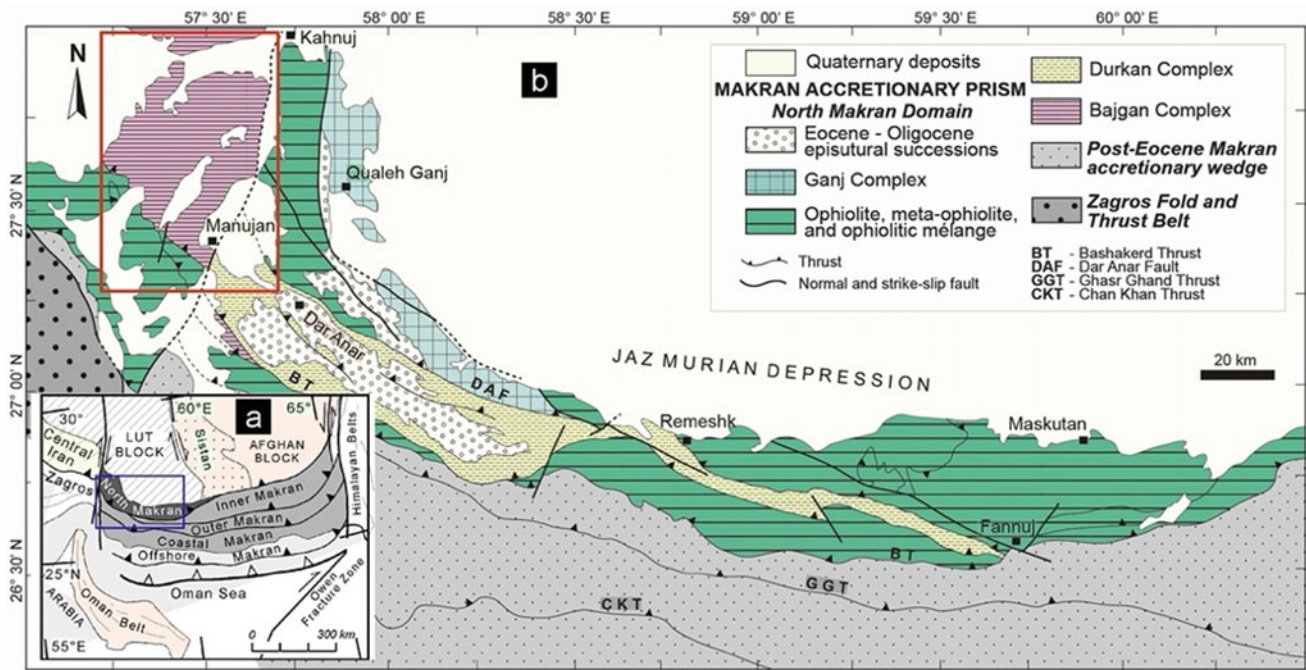 57° 30' E
58° 00' E
58° 30' E
59° 00' E
59° 30' E
60° 00' E
N
Kahnuj
b
Qualeh Ganj
27° 30' N
Manujan
Dar Anar
BT
DAF
JAZ MURIAN DEPRESSION
20 km
27° 00' N
Remeshk
Maskutan
Fannuj
BT
GGT
CKT
26° 30' N
Quaternary deposits
MAKRAN ACCRETIONARY PRISM
North Makran Domain
Eocene - Oligocene
episutural successions
Ganj Complex
Ophiolite, meta-ophiolite,
and ophiolitic mélange
Thrust
Normal and strike-slip fault
Durkan Complex
Bajgan Complex
Post-Eocene Makran
accretionary wedge
Zagros Fold and
Thrust Belt
BT - Bashakerd Thrust
DAF - Dar Anar Fault
GGT - Ghasr Ghand Thrust
CKT - Chan Khan Thrust
a
60°E
65°
30°
LUT
BLOCK
Sistan
AFGHAN
BLOCK
Central
Iran
Zagros
North
Makran
Inner Makran
Outer Makran
Coastal Makran
Offshore Makran
Himalayan Belts
25°N
Oman Sea
Owen
Fracture Zone
ARABIA
Oman Belt
55°E
0 300 km